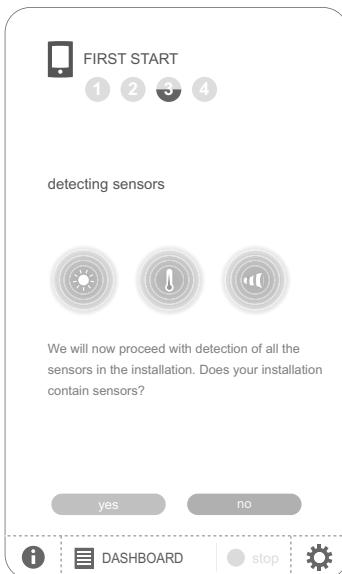 FIRST START
1 2 3 4
detecting sensors
We will now proceed with detection of all the
sensors in the installation. Does your installation
contain sensors?
yes no
i DASHBOARD stop